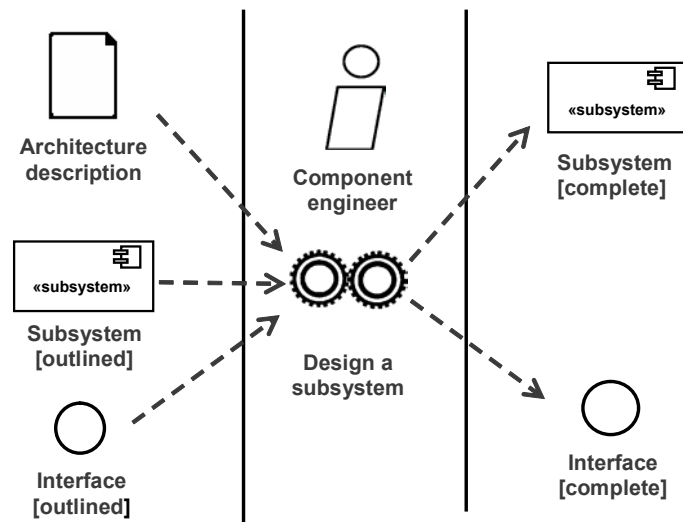 Architecture
description
«subsystem»
Subsystem
[outlined]
Interface
[outlined]
Component
engineer
Design a
subsystem
«subsystem»
Subsystem
[complete]
Interface
[complete]